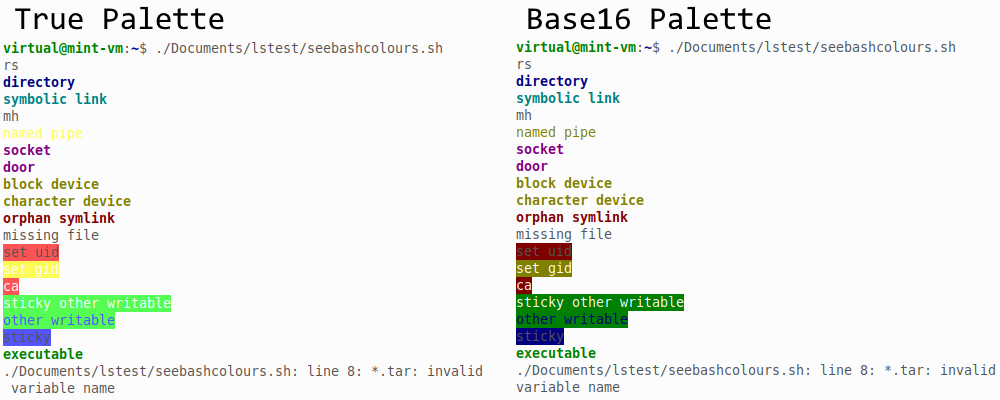 True Palette
virtual@mint-vm:~$ ./Documents/lstest/seebashcolours.sh
rs
directory
symbolic link
mh
named pipe
socket
door
block device
character device
orphan symlink
missing file
set uid
set gid
ca
sticky other writable
other writable
sticky
executable
./Documents/lstest/seebashcolours.sh: line 8: *.tar: invalid
variable name
Base16 Palette
virtual@mint-vm:~$ ./Documents/lstest/seebashcolours.sh
rs
directory
symbolic link
mh
named pipe
socket
door
block device
character device
orphan symlink
missing file
set uid
set gid
ca
sticky other writable
other writable
sticky
executable
./Documents/lstest/seebashcolours.sh: line 8: *.tar: invalid
variable name